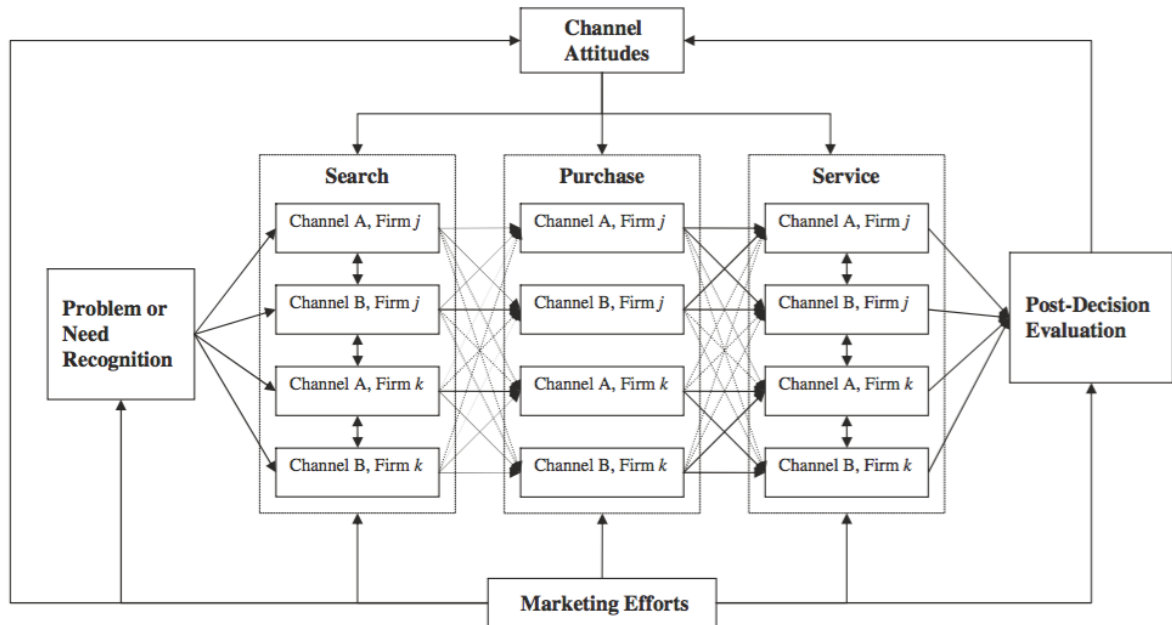 Channel
Attitudes
Search
Purchase
Service
Channel A, Firm j
Channel A, Firm j
Channel A, Firm j
Problem or
Need
Recognition
Channel B, Firm j
Channel B, Firm j
Channel B, Firm j
Post-Decision
Evaluation
Channel A, Firm k
Channel A, Firm k
Channel A, Firm k
Channel B, Firm k
Channel B, Firm k
Channel B, Firm k
Marketing Efforts